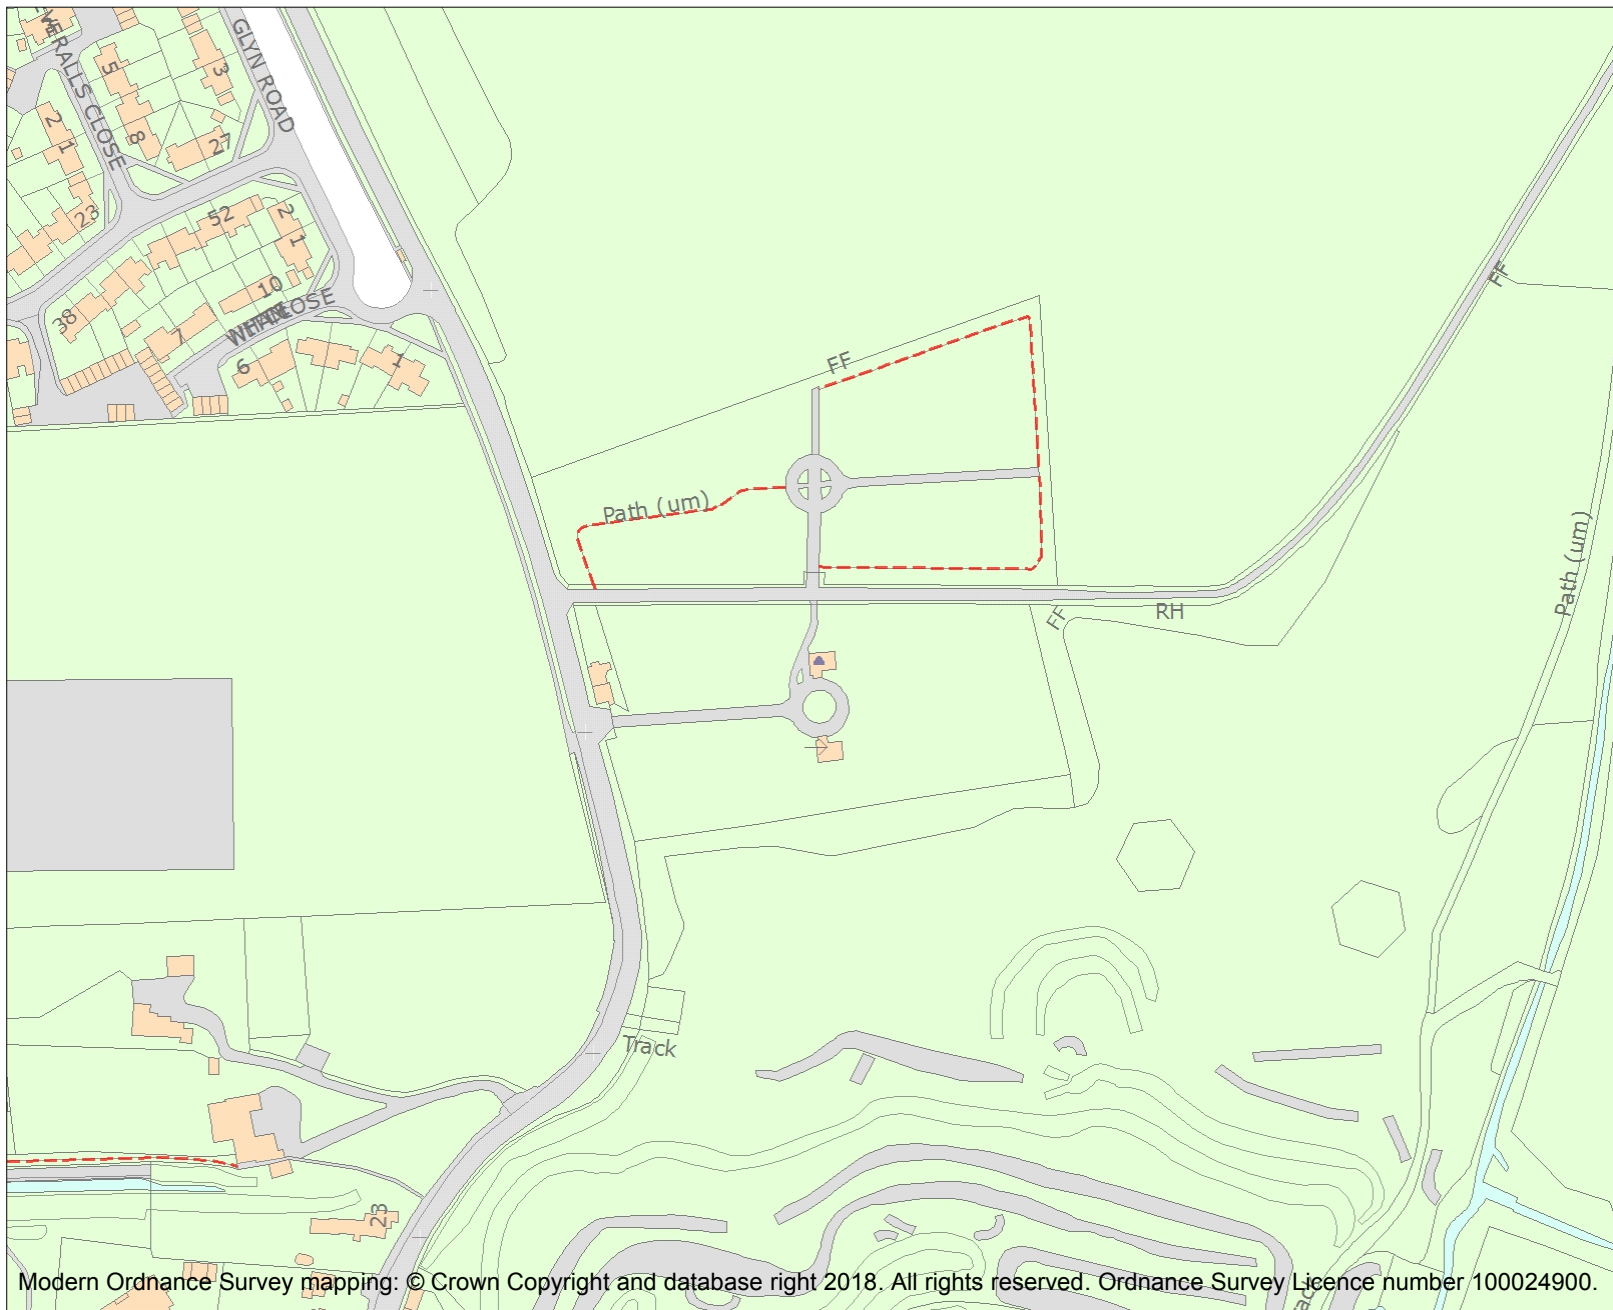 GLYN ROAD
5
3
2
1
8
27
23
52
2
1
10
38
7
CLOSE
6
1
FF
FF
Path (um)
Path (um)
RH
FF
Track
23
Modern Ordnance Survey mapping: © Crown Copyright and database right 2018. All rights reserved. Ordnance Survey Licence number 100024900.